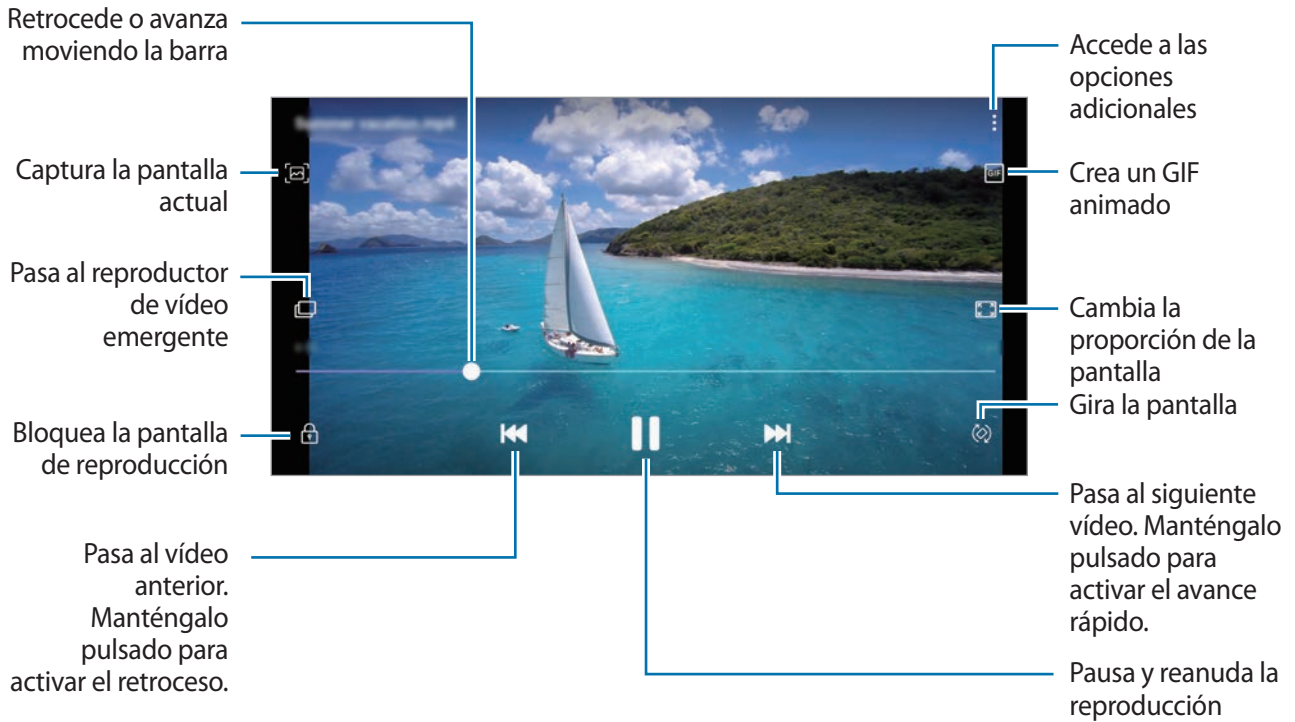 Retrocede o avanza
moviendo la barra
Captura la pantalla
actual
Pasa al reproductor
de vídeo
emergente
Bloquea la pantalla
de reproducción
Pasa al vídeo
anterior.
Manténgalo
pulsado para
activar el retroceso.
Accede a las
opciones
adicionales
GIF
Crea un GIF
animado
Cambia la
proporción de la
pantalla
Gira la pantalla
Pasa al siguiente
vídeo. Manténgalo
pulsado para
activar el avance
rápido.
Pausa y reanuda la
reproducción